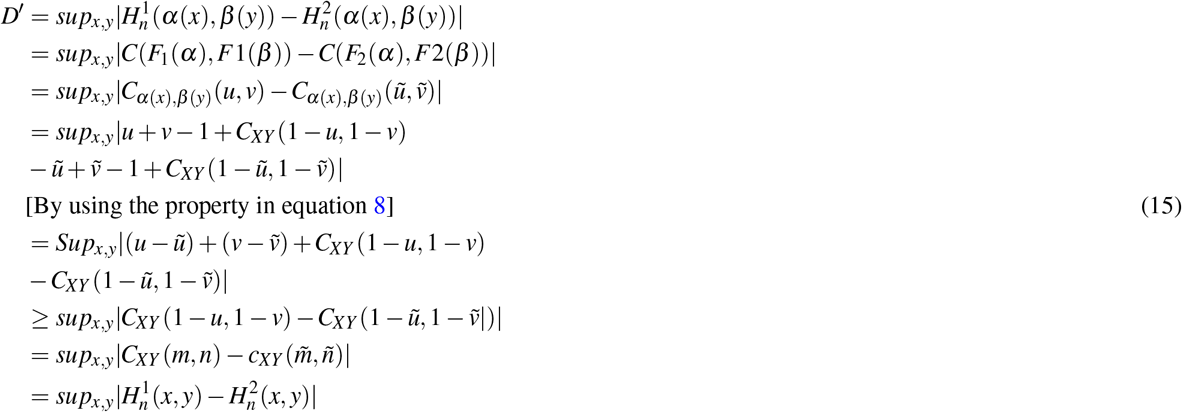 D′ = sup_{x,y}|H_n^1(α(x), β(y)) − H_n^2(α(x), β(y))|
= sup_{x,y}|C(F_1(α), F1(β)) − C(F_2(α), F2(β))|
= sup_{x,y}|C_{α(x),β(y)}(u, v) − C_{α(x),β(y)}(ũ, ṽ)|
= sup_{x,y}|u + v − 1 + C_{XY}(1 − u, 1 − v)
− ũ + ṽ − 1 + C_{XY}(1 − ũ, 1 − ṽ)|
[By using the property in equation 8] (15)
= Sup_{x,y}|(u − ũ) + (v − ṽ) + C_{XY}(1 − u, 1 − v)
− C_{XY}(1 − ũ, 1 − ṽ)|
≥ sup_{x,y}|C_{XY}(1 − u, 1 − v) − C_{XY}(1 − ũ, 1 − ṽ|)|
= sup_{x,y}|C_{XY}(m, n) − c_{XY}(m̃, ñ)|
= sup_{x,y}|H_n^1(x, y) − H_n^2(x, y)|